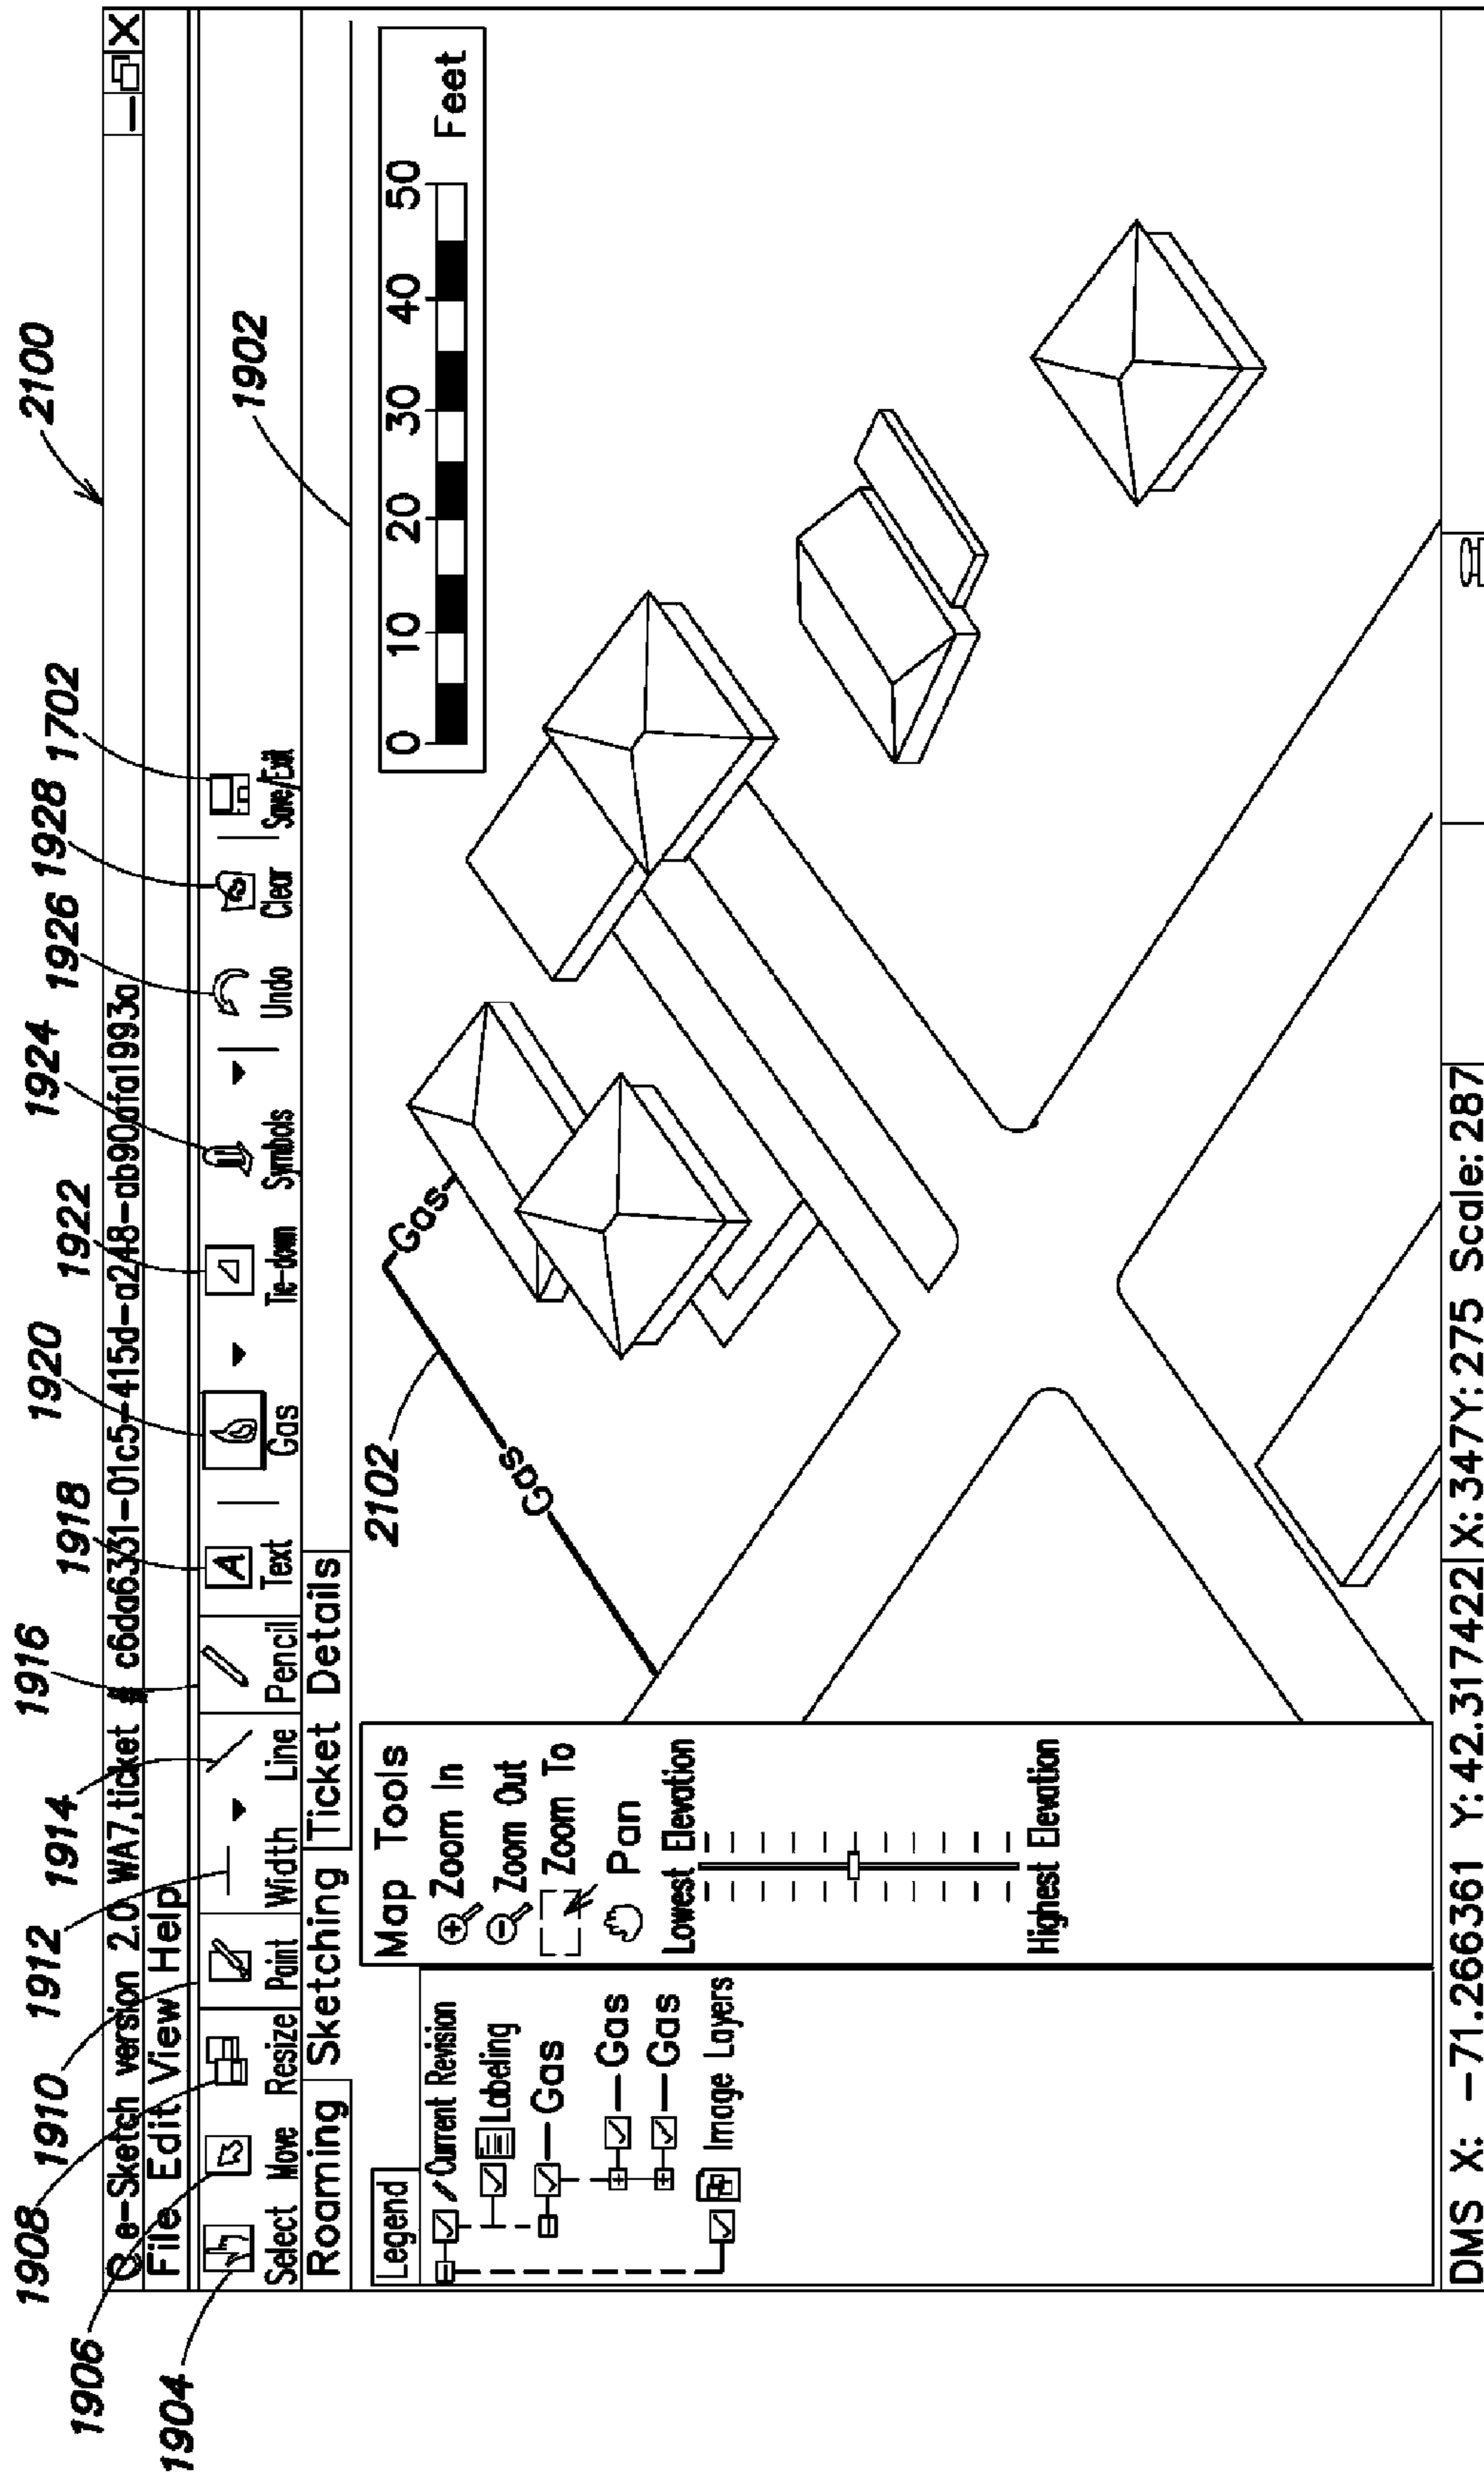 2100
1902
1904
1906
1908
1910
1912
1914
1916
1918
1920
1922
1924
1926
1928
1702
e-Sketch version 2.0 WA7,ticket # c6da6331-01c5-415d-a248-ab90afa1993a
File Edit View Help
Select Move Resize Paint Width Line Pencil Text Gas Tie-down Symbols Undo Clear Save/Exit
Roaming Sketching Ticket Details
Legend
Current Revision
Labeling
Gas
Gas
Gas
Image Layers
Map Tools
Zoom In
Zoom Out
Zoom To
Pan
Lowest Elevation
Highest Elevation
0 10 20 30 40 50
Feet
2102
Gas
Gas
DMS X: -71.266361 Y: 42.317422 X: 347Y: 275 Scale: 287